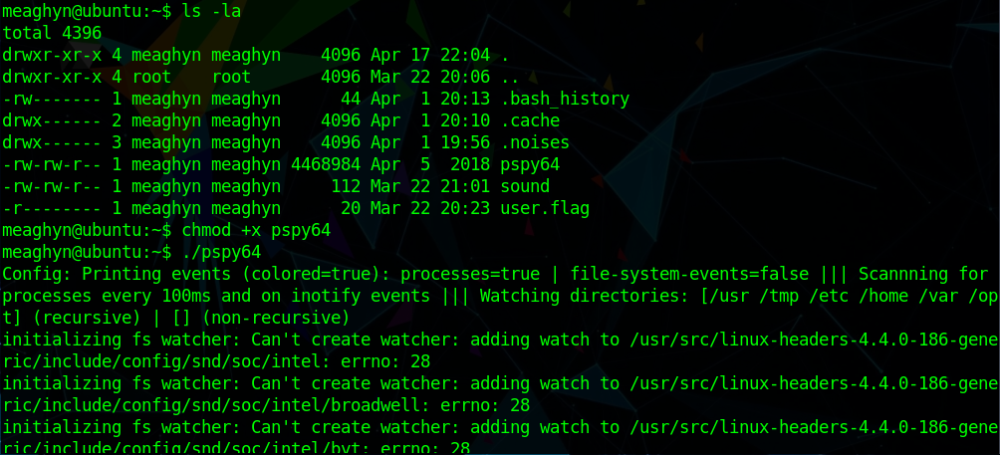 meaghyn@ubuntu:~$ ls -la
total 4396
drwxr-xr-x 4 meaghyn meaghyn    4096 Apr 17 22:04 .
drwxr-xr-x 4 root    root       4096 Mar 22 20:06 ..
-rw------- 1 meaghyn meaghyn      44 Apr  1 20:13 .bash_history
drwx------ 2 meaghyn meaghyn    4096 Apr  1 20:10 .cache
drwx------ 3 meaghyn meaghyn    4096 Apr  1 19:56 .noises
-rw-rw-r-- 1 meaghyn meaghyn 4468984 Apr  5  2018 pspy64
-rw-rw-r-- 1 meaghyn meaghyn     112 Mar 22 21:01 sound
-r-------- 1 meaghyn meaghyn      20 Mar 22 20:23 user.flag
meaghyn@ubuntu:~$ chmod +x pspy64
meaghyn@ubuntu:~$ ./pspy64
Config: Printing events (colored=true): processes=true | file-system-events=false ||| Scannning for
processes every 100ms and on inotify events ||| Watching directories: [/usr /tmp /etc /home /var /op
t] (recursive) | [] (non-recursive)
initializing fs watcher: Can't create watcher: adding watch to /usr/src/linux-headers-4.4.0-186-gene
ric/include/config/snd/soc/intel: errno: 28
initializing fs watcher: Can't create watcher: adding watch to /usr/src/linux-headers-4.4.0-186-gene
ric/include/config/snd/soc/intel/broadwell: errno: 28
initializing fs watcher: Can't create watcher: adding watch to /usr/src/linux-headers-4.4.0-186-gene
ric/include/config/snd/soc/intel/byt: errno: 28